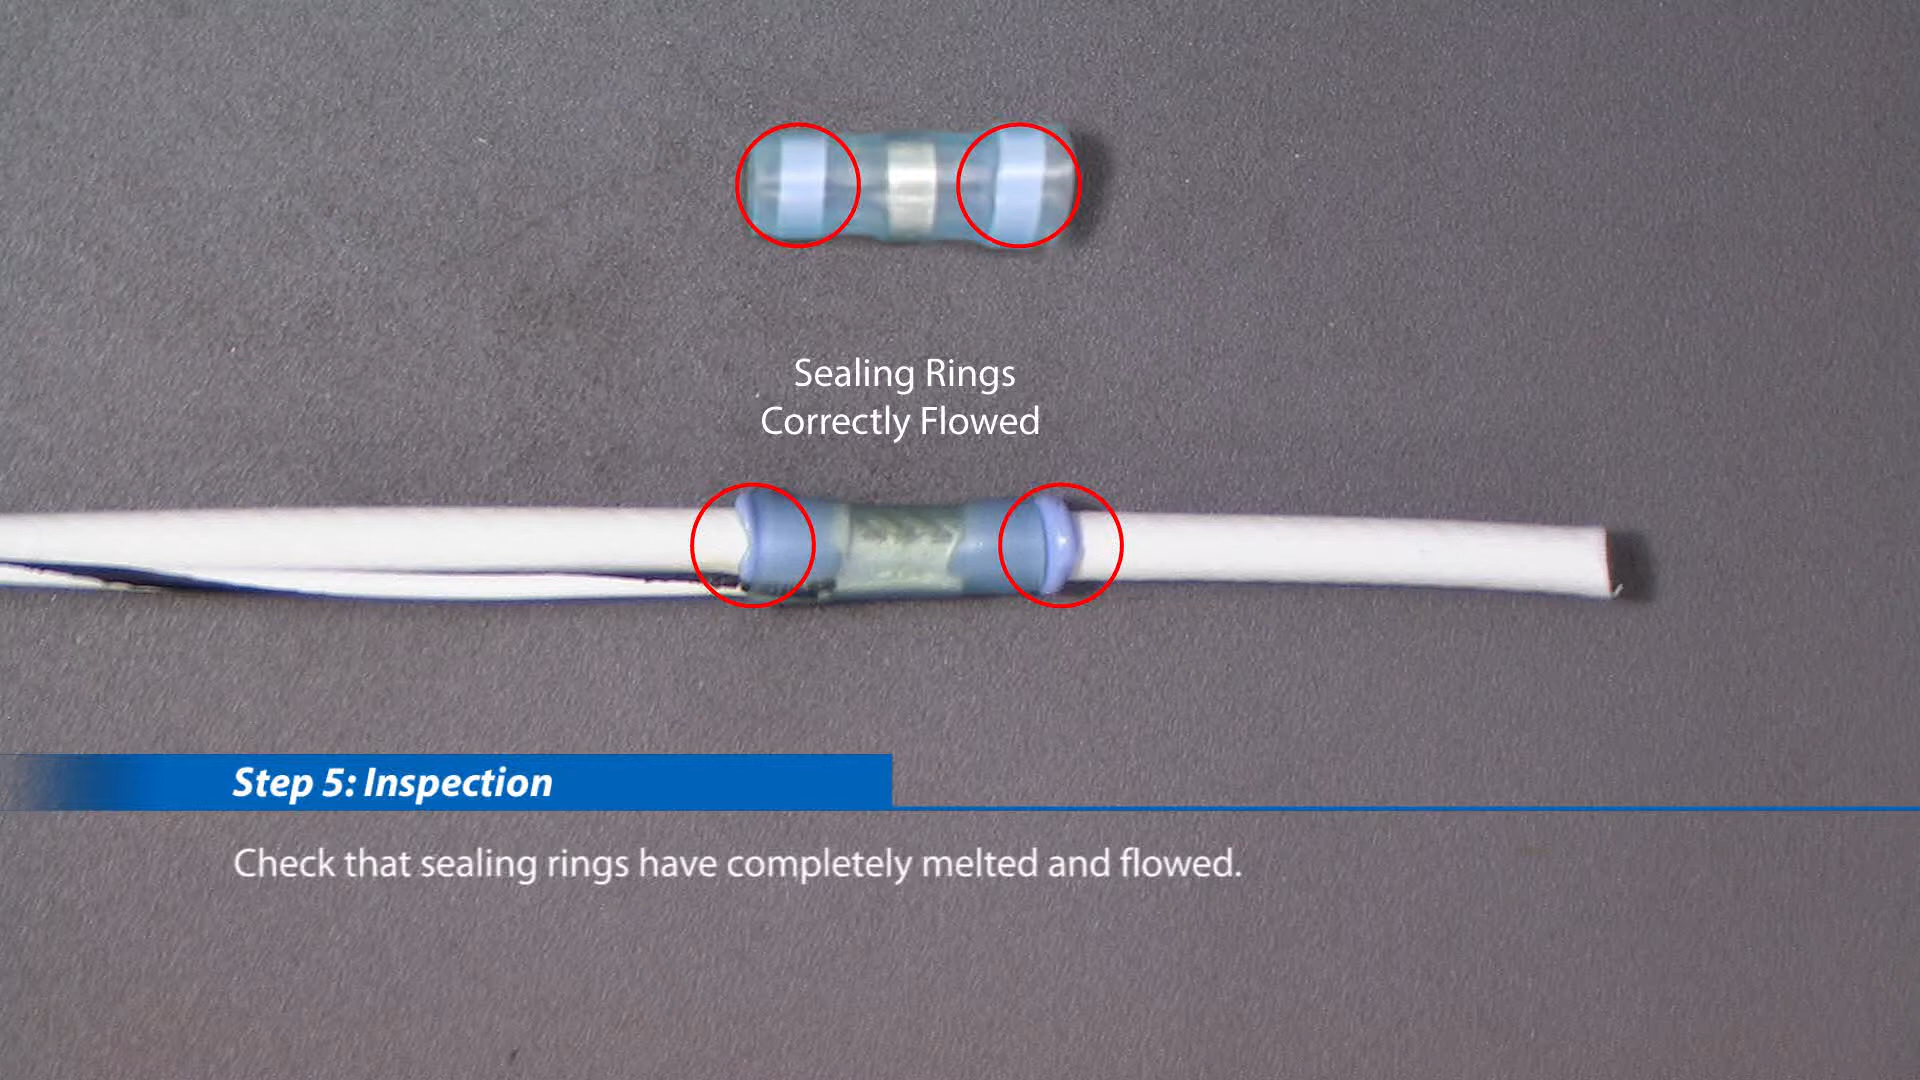 Sealing Rings
Correctly Flowed
Step 5: Inspection
Check that sealing rings have completely melted and flowed.